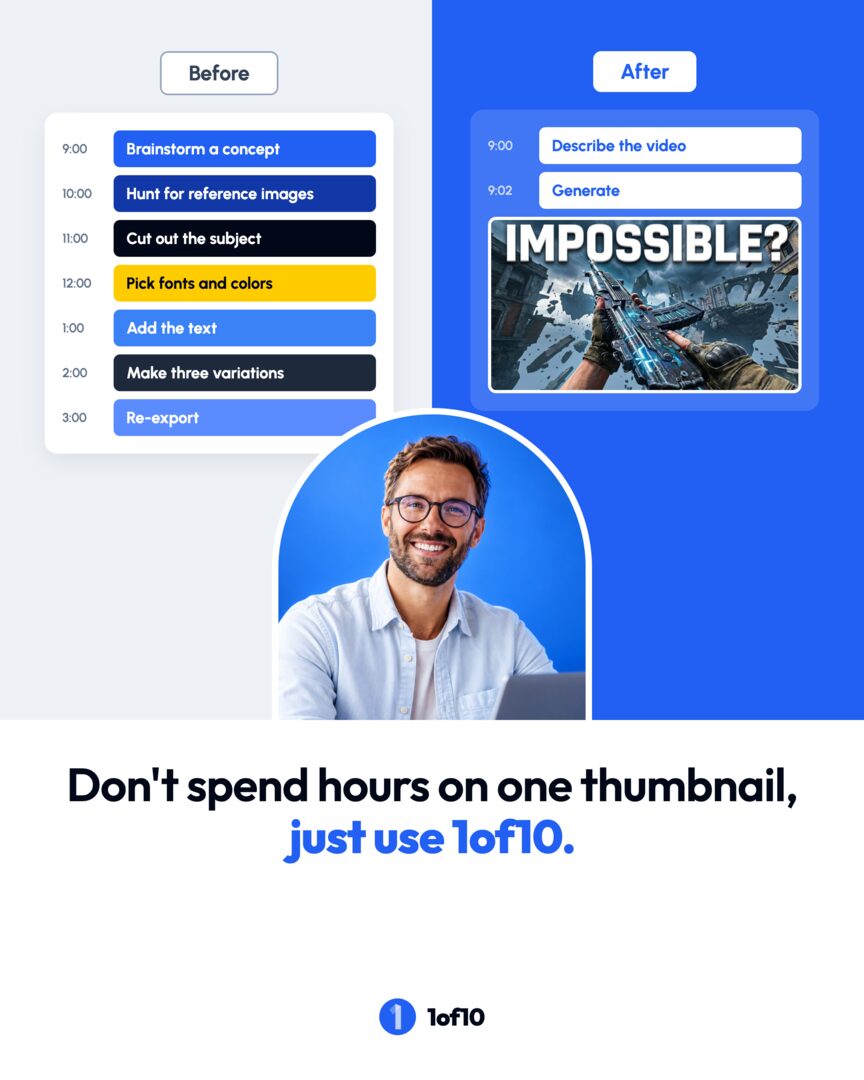 Before
9:00 Brainstorm a concept
10:00 Hunt for reference images
11:00 Cut out the subject
12:00 Pick fonts and colors
1:00 Add the text
2:00 Make three variations
3:00 Re-export
After
9:00 Describe the video
9:02 Generate
IMPOSSIBLE?
Don't spend hours on one thumbnail,
just use 1of10.
1 1of10